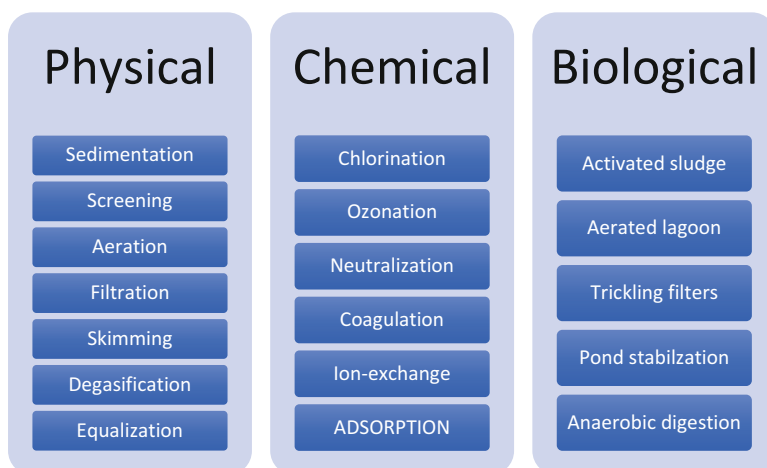 Physical
Sedimentation
Screening
Aeration
Filtration
Skimming
Degasification
Equalization
Chemical
Chlorination
Ozonation
Neutralization
Coagulation
Ion-exchange
ADSORPTION
Biological
Activated sludge
Aerated lagoon
Trickling filters
Pond stabilzation
Anaerobic digestion